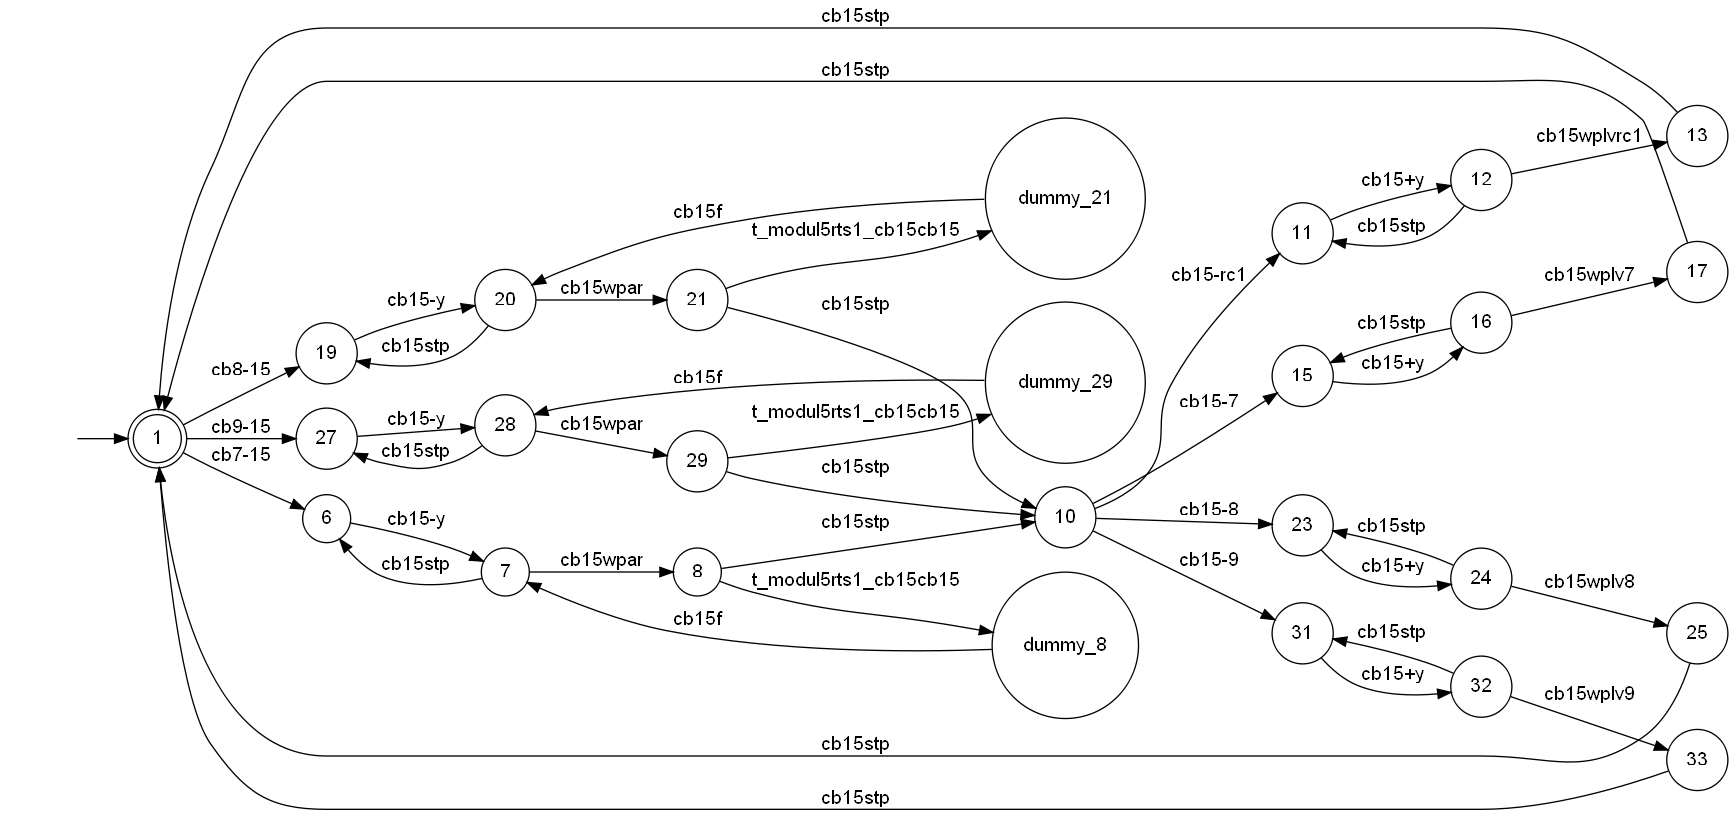 cb15stp
cb15stp
13
cb15wplvrc1
cb15+y
12
dummy_21
cb15f
t_modul5rts1_cb15cb15
11
cb15stp
cb15-rc1
17
cb15wplv7
cb15wpar
cb15-y
20
21
cb15stp
16
cb15stp
cb15stp
19
cb15+y
cb8-15
cb15f
dummy_29
15
cb15-7
t_modul5rts1_cb15cb15
cb15-y
cb15wpar
28
cb9-15
1
27
cb15stp
cb7-15
29
cb15stp
cb15-8
6
cb15-y
cb15stp
10
23
cb15stp
cb15wpar
cb15stp
7
8
t_modul5rts1_cb15cb15
cb15-9
cb15+y
24
cb15wplv8
cb15f
dummy_8
31
cb15stp
25
cb15+y
32
cb15wplv9
cb15stp
33
cb15stp